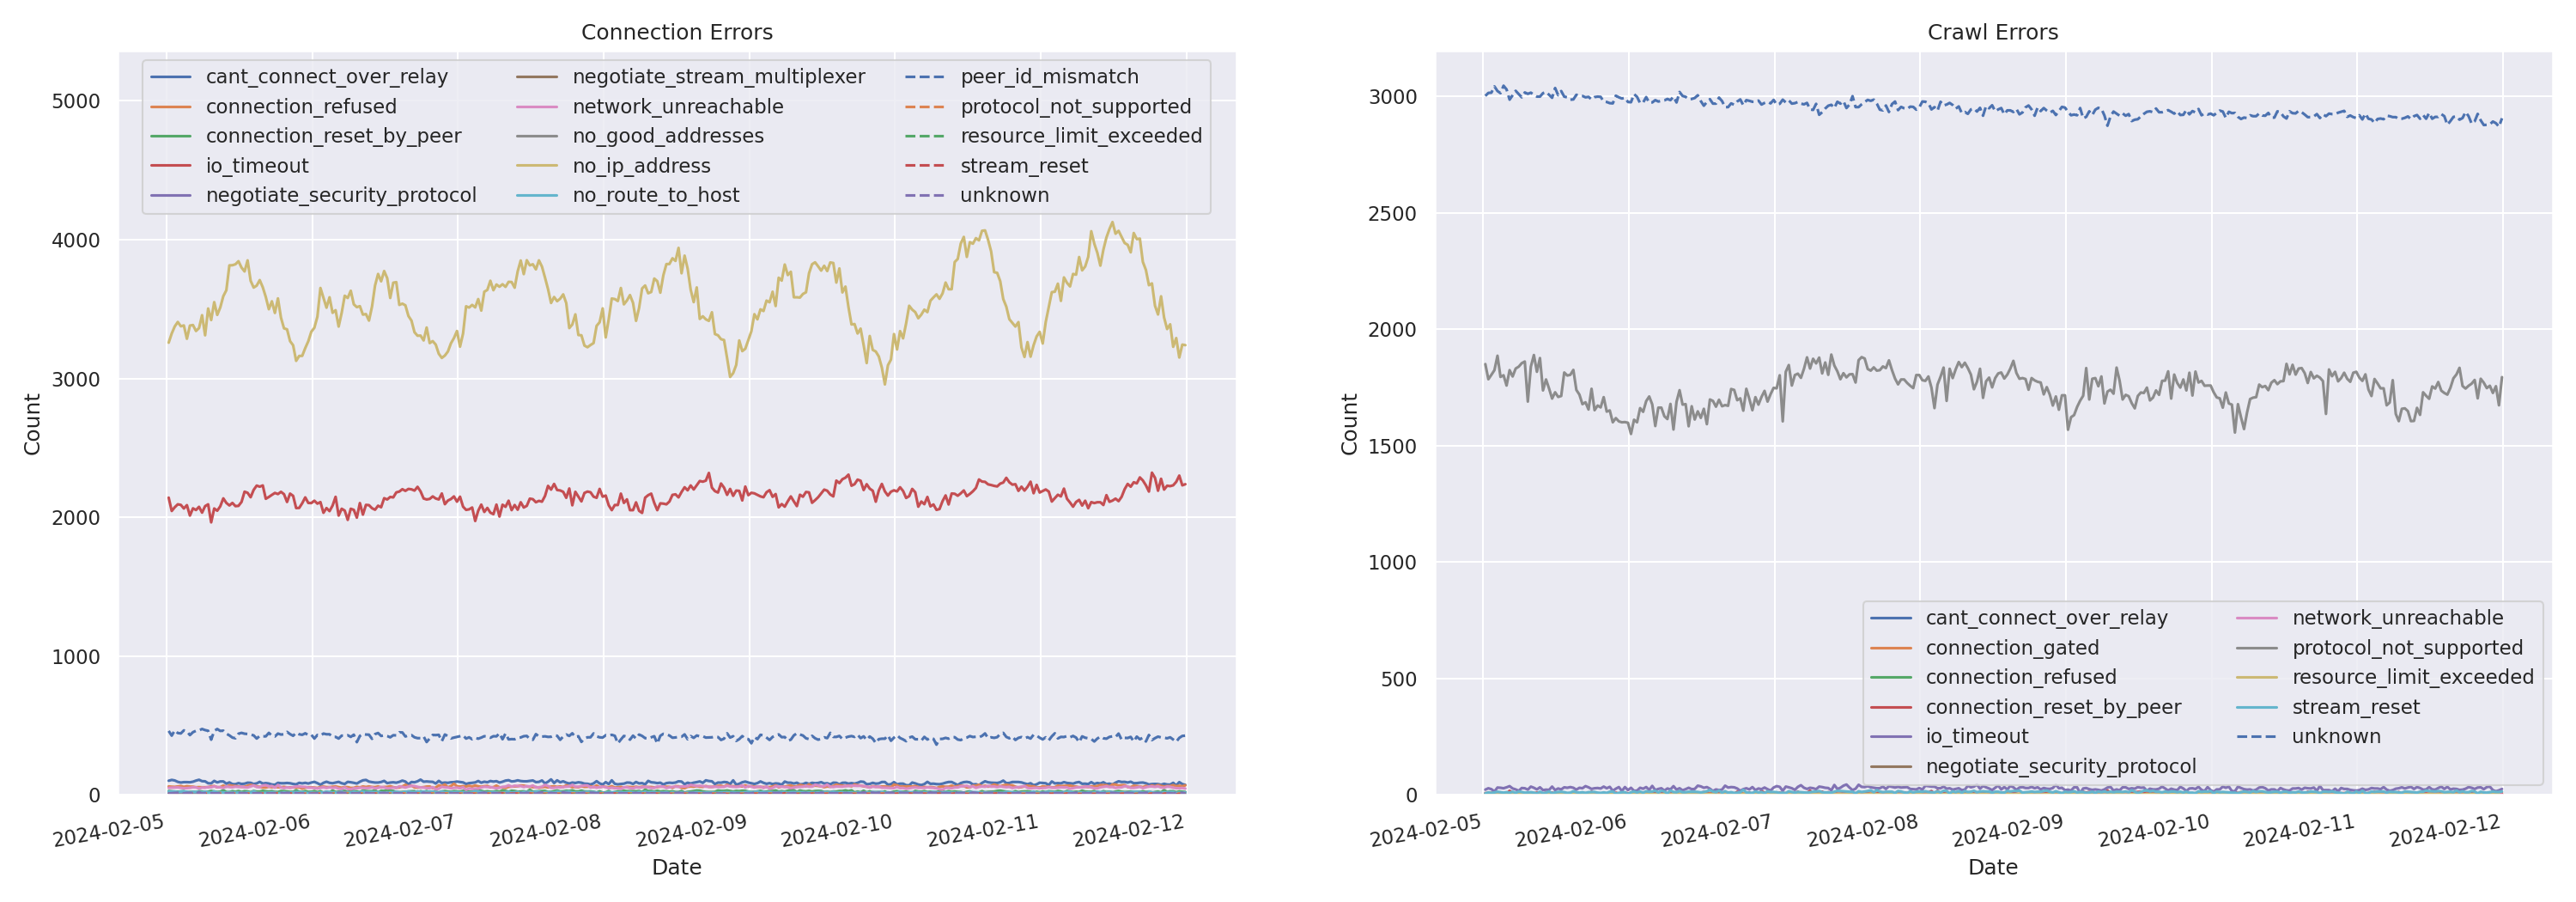 Connection Errors
cant_connect_over_relay
connection_refused
connection_reset_by_peer
io_timeout
negotiate_security_protocol
negotiate_stream_multiplexer
network_unreachable
no_good_addresses
no_ip_address
no_route_to_host
peer_id_mismatch
protocol_not_supported
resource_limit_exceeded
stream_reset
unknown
5000
4000
3000
2000
1000
0
Count
2024-02-05
2024-02-06
2024-02-07
2024-02-08
2024-02-09
2024-02-10
2024-02-11
2024-02-12
Date
Crawl Errors
3000
2500
2000
1500
1000
500
0
Count
cant_connect_over_relay
connection_gated
connection_refused
connection_reset_by_peer
io_timeout
negotiate_security_protocol
network_unreachable
protocol_not_supported
resource_limit_exceeded
stream_reset
unknown
2024-02-05
2024-02-06
2024-02-07
2024-02-08
2024-02-09
2024-02-10
2024-02-11
2024-02-12
Date